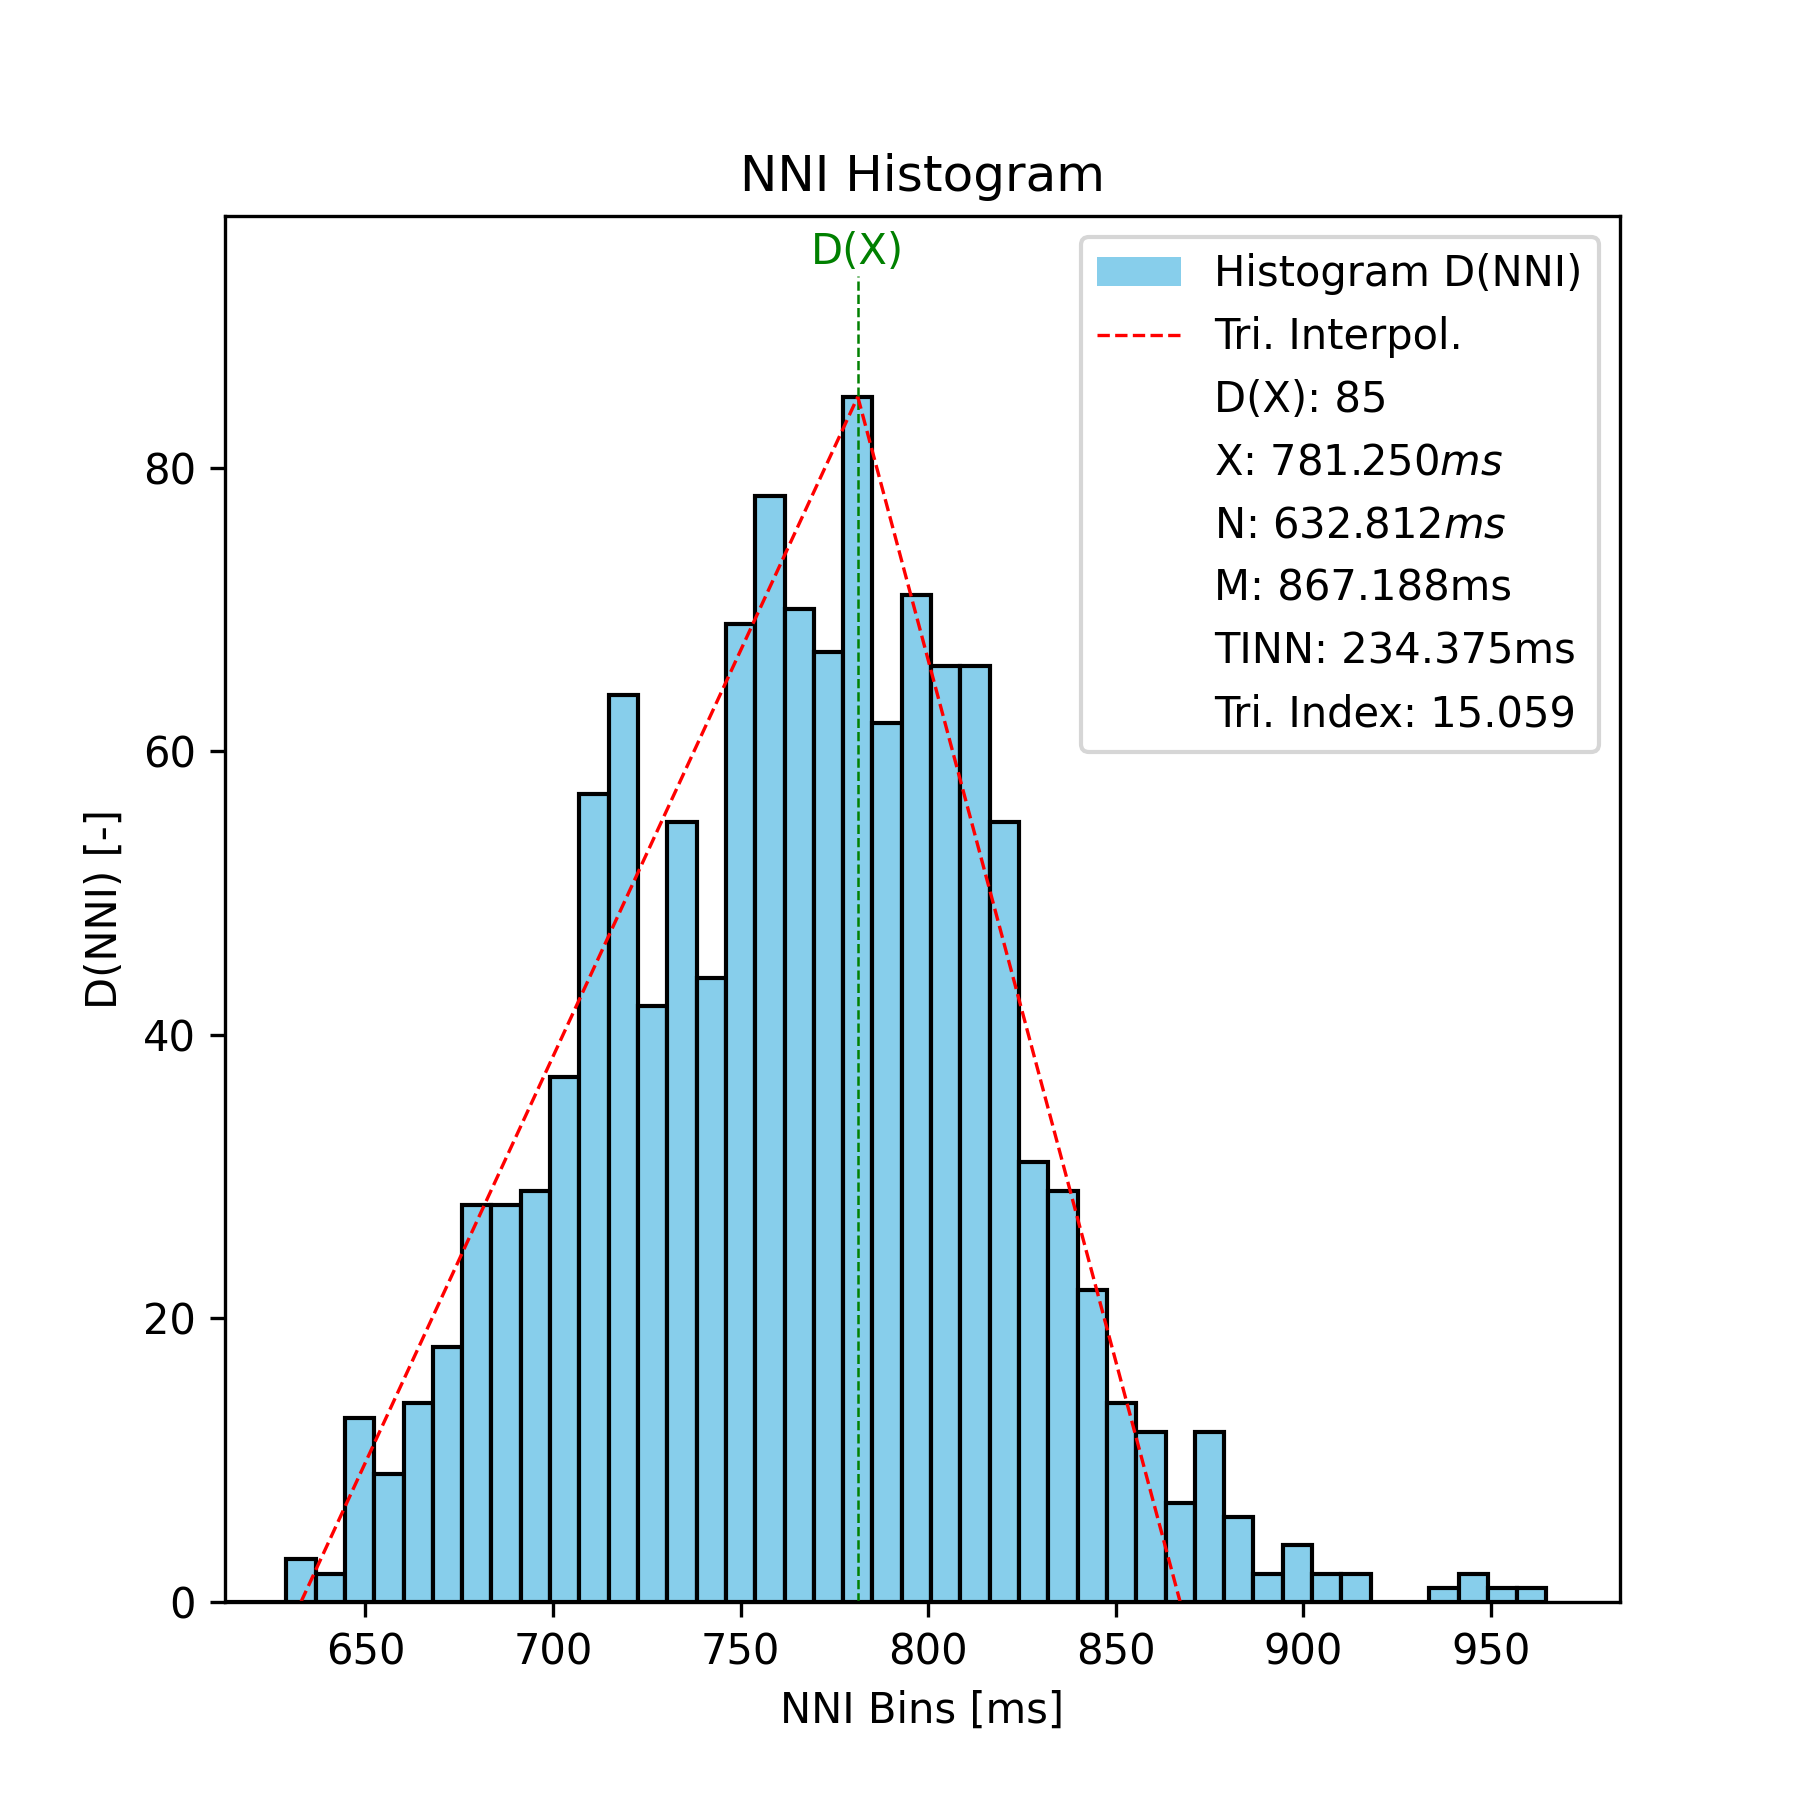 NNI Histogram
D(X)
Histogram D(NNI)
Tri. Interpol.
D(X): 85
X: 781.250ms
N: 632.812ms
M: 867.188ms
TINN: 234.375ms
Tri. Index: 15.059
D(NNI) [-]
80
60
40
20
0
650 700 750 800 850 900 950
NNI Bins [ms]